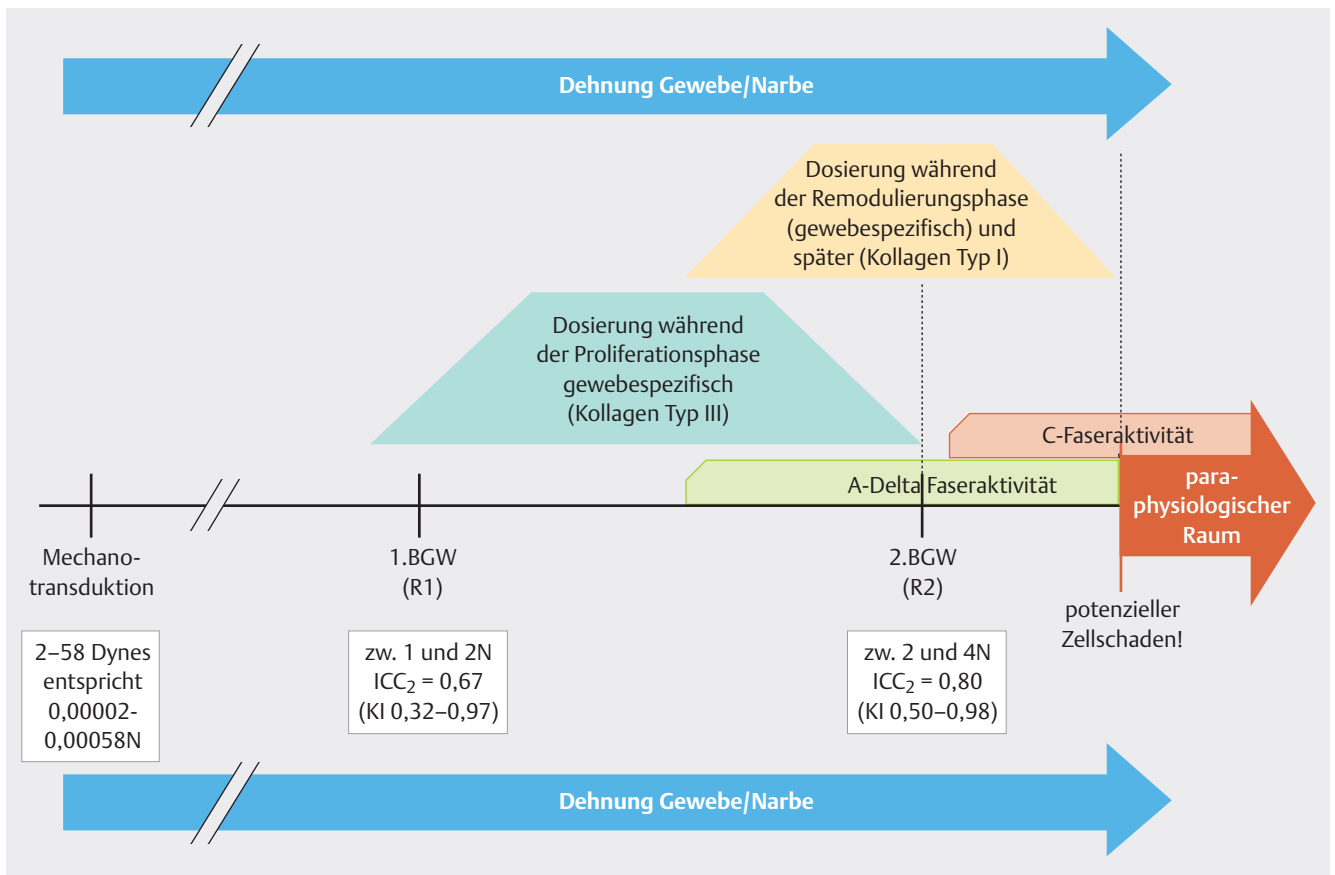 Dehnung Gewebe/Narbe
Dosierung während
der Remodulierungsphase
(gewebespezifisch) und
später (Kollagen Typ I)
Dosierung während
der Proliferationsphase
gewebespezifisch
(Kollagen Typ III)
C-Faseraktivität
A-Delta Faseraktivität
para-
physiologischer
Raum
Mechano-
transduktion
1.BGW
(R1)
2.BGW
(R2)
potenzieller
Zellschaden!
2–58 Dynes
entspricht
0,00002-
0,00058N
zw. 1 und 2N
ICC₂ = 0,67
(KI 0,32–0,97)
zw. 2 und 4N
ICC₂ = 0,80
(KI 0,50–0,98)
Dehnung Gewebe/Narbe